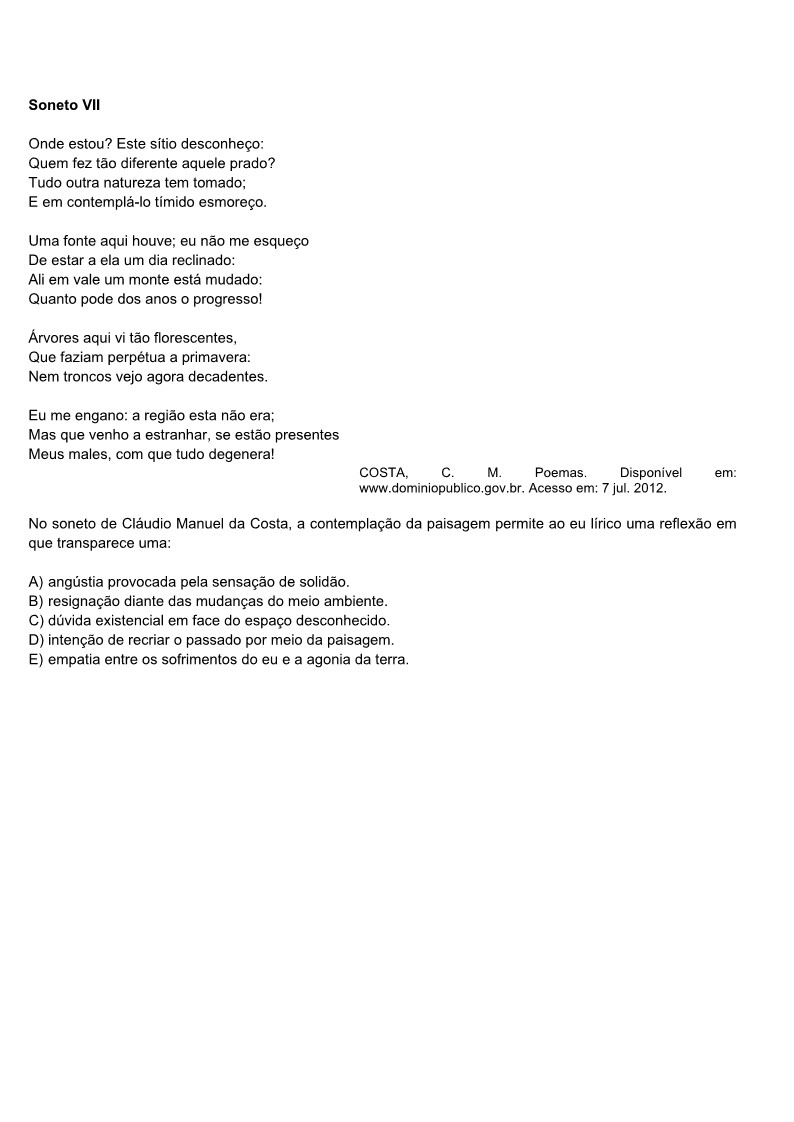 Soneto VII
Onde estou? Este sítio desconheço:
Quem fez tão diferente aquele prado?
Tudo outra natureza tem tomado;
E em contemplá-lo tímido esmoreço.
Uma fonte aqui houve; eu não me esqueço
De estar a ela um dia reclinado:
Ali em vale um monte está mudado:
Quanto pode dos anos o progresso!
Árvores aqui vi tão florescentes,
Que faziam perpétua a primavera:
Nem troncos vejo agora decadentes.
Eu me engano: a região esta não era;
Mas que venho a estranhar, se estão presentes
Meus males, com que tudo degenera!
COSTA, C. M. Poemas. Disponível em:
www.dominiopublico.gov.br. Acesso em: 7 jul. 2012.
No soneto de Cláudio Manuel da Costa, a contemplação da paisagem permite ao eu lírico uma reflexão em
que transparece uma:
A) angústia provocada pela sensação de solidão.
B) resignação diante das mudanças do meio ambiente.
C) dúvida existencial em face do espaço desconhecido.
D) intenção de recriar o passado por meio da paisagem.
E) empatia entre os sofrimentos do eu e a agonia da terra.